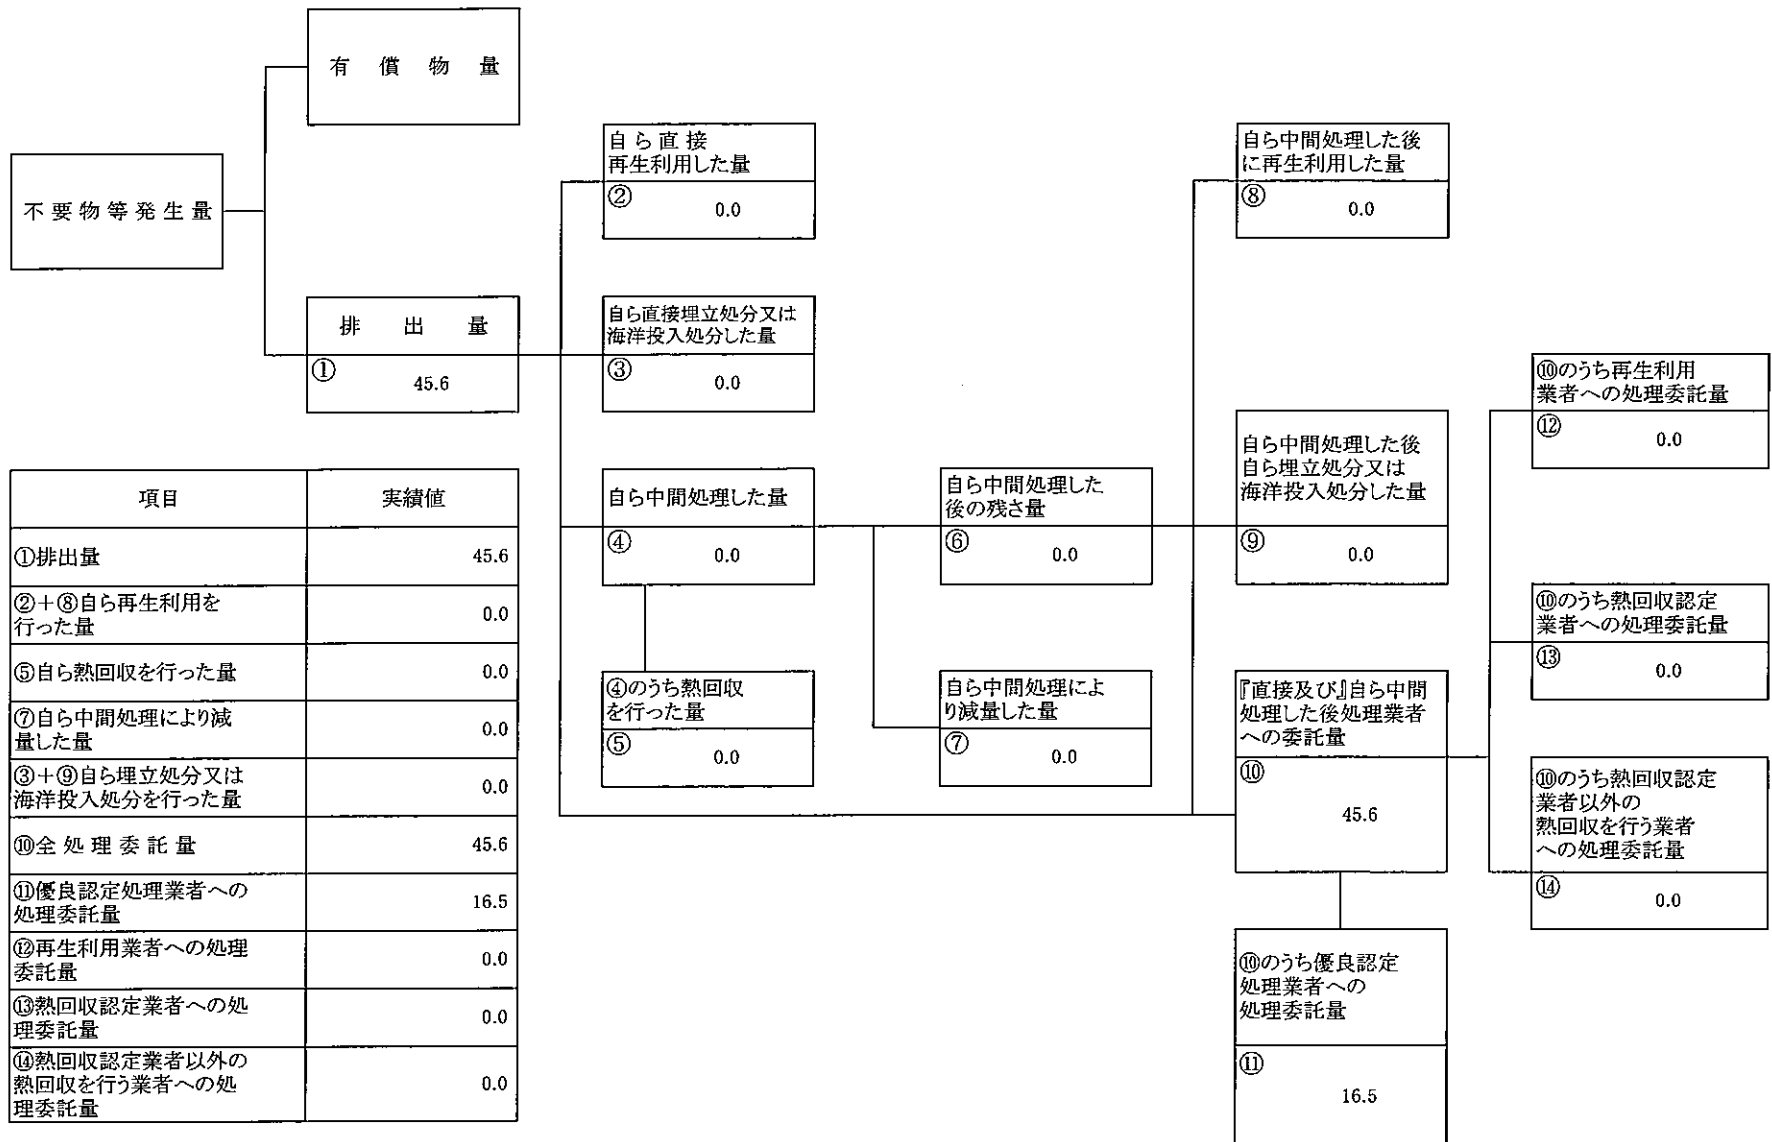 有償物量
不要物等発生量
排出量
①
45.6
自ら直接
再生利用した量
②
0.0
自ら直接埋立処分又は
海洋投入処分した量
③
0.0
自ら中間処理した量
④
0.0
④のうち熱回収
を行った量
⑤
0.0
自ら中間処理した
後の残さ量
⑥
0.0
自ら中間処理によ
り減量した量
⑦
0.0
自ら中間処理した後
に再生利用した量
⑧
0.0
自ら中間処理した後
自ら埋立処分又は
海洋投入処分した量
⑨
0.0
『直接及び』自ら中間
処理した後処理業者
への委託量
⑩
45.6
⑩のうち優良認定
処理業者への
処理委託量
⑪
16.5
⑩のうち再生利用
業者への処理委託量
⑫
0.0
⑩のうち熱回収認定
業者への処理委託量
⑬
0.0
⑩のうち熱回収認定
業者以外の
熱回収を行う業者
への処理委託量
⑭
0.0
項目 実績値
①排出量 45.6
②+⑧自ら再生利用を
行った量 0.0
⑤自ら熱回収を行った量 0.0
⑦自ら中間処理により減
量した量 0.0
③+⑨自ら埋立処分又は
海洋投入処分を行った量 0.0
⑩全処理委託量 45.6
⑪優良認定処理業者への
処理委託量 16.5
⑫再生利用業者への処理
委託量 0.0
⑬熱回収認定業者への処
理委託量 0.0
⑭熱回収認定業者以外の
熱回収を行う業者への処
理委託量 0.0